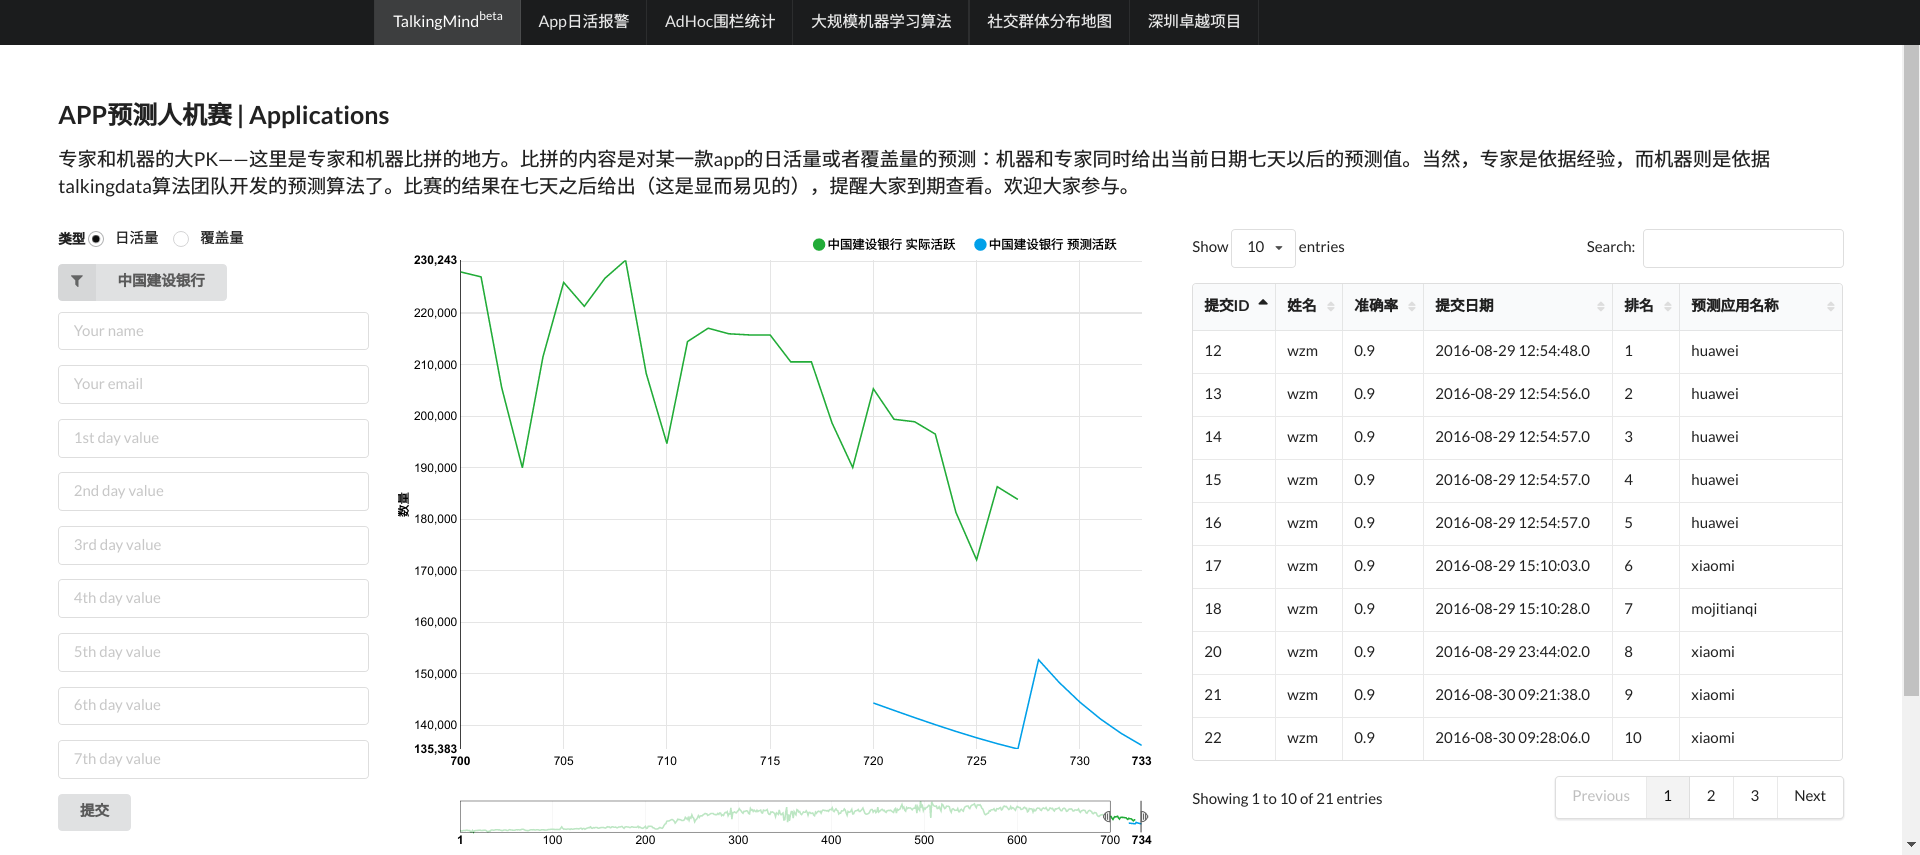 TalkingMindbeta App日活报警 AdHoc围栏统计 大规模机器学习算法 社交群体分布地图 深圳卓越项目
APP预测人机赛 | Applications
专家和机器的大PK——这里是专家和机器比拼的地方。比拼的内容是对某一款app的日活量或者覆盖量的预测：机器和专家同时给出当前日期七天以后的预测值。当然，专家是依据经验，而机器则是依据
talkingdata算法团队开发的预测算法了。比赛的结果在七天之后给出（这是显而易见的），提醒大家到期查看。欢迎大家参与。
类型 日活量 覆盖量
中国建设银行
Your name
Your email
1st day value
2nd day value
3rd day value
4th day value
5th day value
6th day value
7th day value
提交
中国建设银行 实际活跃 中国建设银行 预测活跃
230,243
220,000
210,000
200,000
190,000
180,000
170,000
160,000
150,000
140,000
135,383
数量
700 705 710 715 720 725 730 733
1 100 200 300 400 500 600 700 734
Show 10 entries Search:
提交ID 姓名 准确率 提交日期 排名 预测应用名称
12 wzm 0.9 2016-08-29 12:54:48.0 1 huawei
13 wzm 0.9 2016-08-29 12:54:56.0 2 huawei
14 wzm 0.9 2016-08-29 12:54:57.0 3 huawei
15 wzm 0.9 2016-08-29 12:54:57.0 4 huawei
16 wzm 0.9 2016-08-29 12:54:57.0 5 huawei
17 wzm 0.9 2016-08-29 15:10:03.0 6 xiaomi
18 wzm 0.9 2016-08-29 15:10:28.0 7 mojitianqi
20 wzm 0.9 2016-08-29 23:44:02.0 8 xiaomi
21 wzm 0.9 2016-08-30 09:21:38.0 9 xiaomi
22 wzm 0.9 2016-08-30 09:28:06.0 10 xiaomi
Showing 1 to 10 of 21 entries Previous 1 2 3 Next